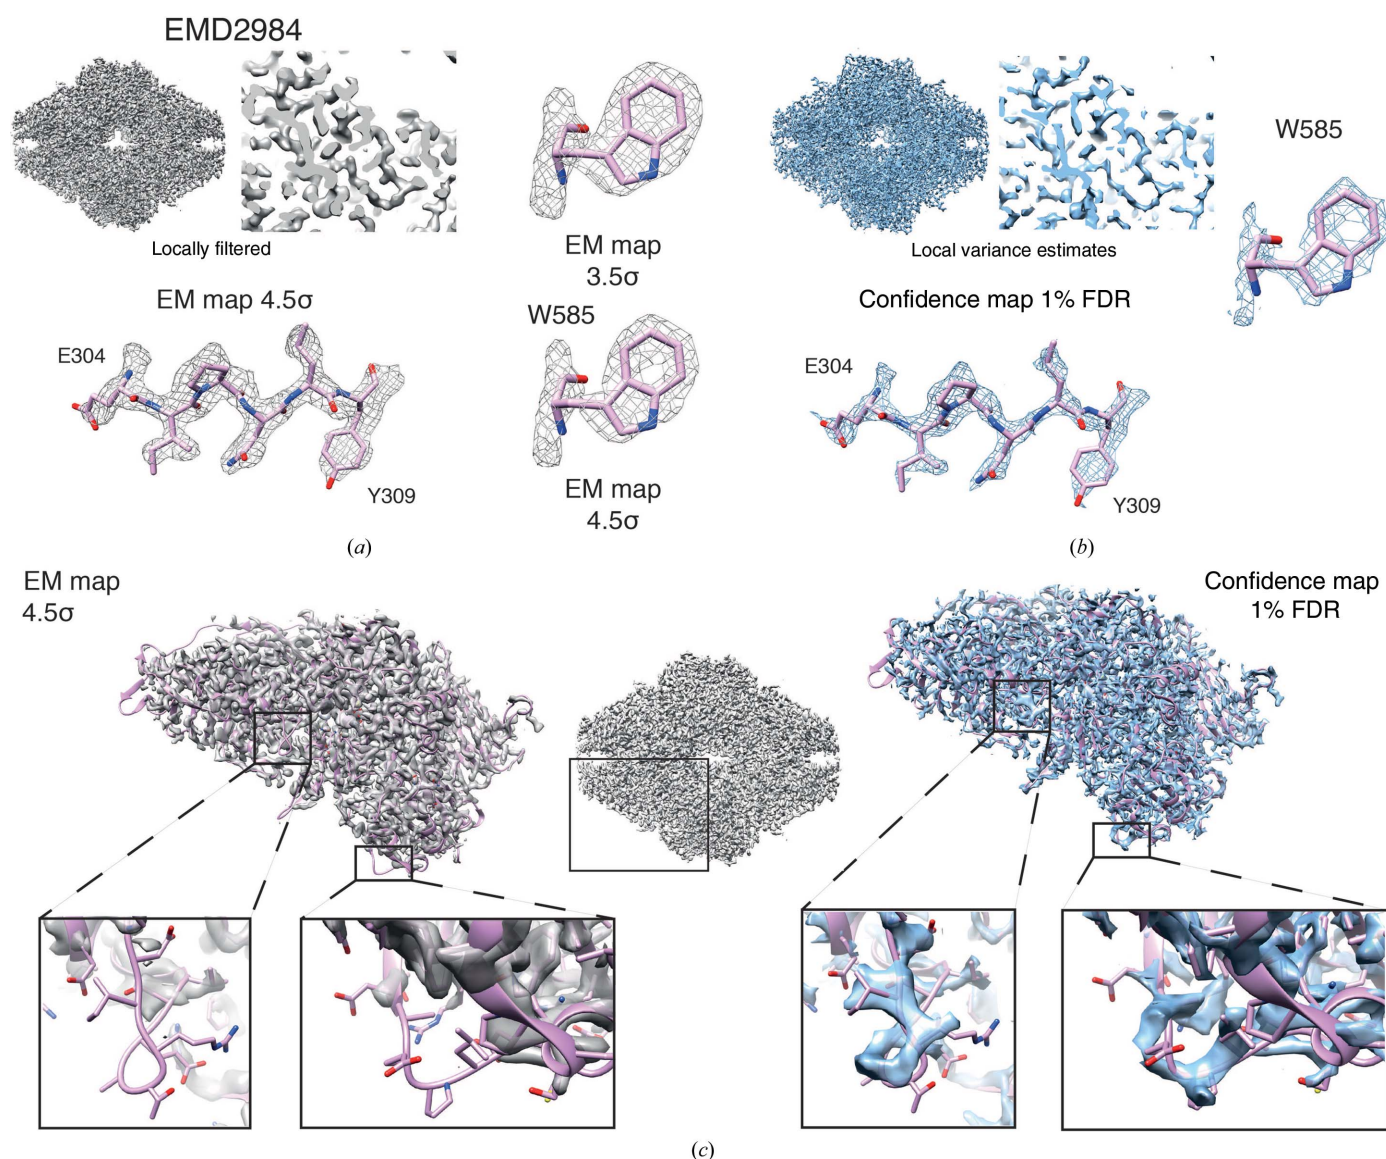 EMD2984
Locally filtered
EM map
3.5σ
EM map 4.5σ
E304
Y309
W585
EM map
4.5σ
(a)
Local variance estimates
W585
Confidence map 1% FDR
E304
Y309
(b)
EM map
4.5σ
Confidence map
1% FDR
(c)